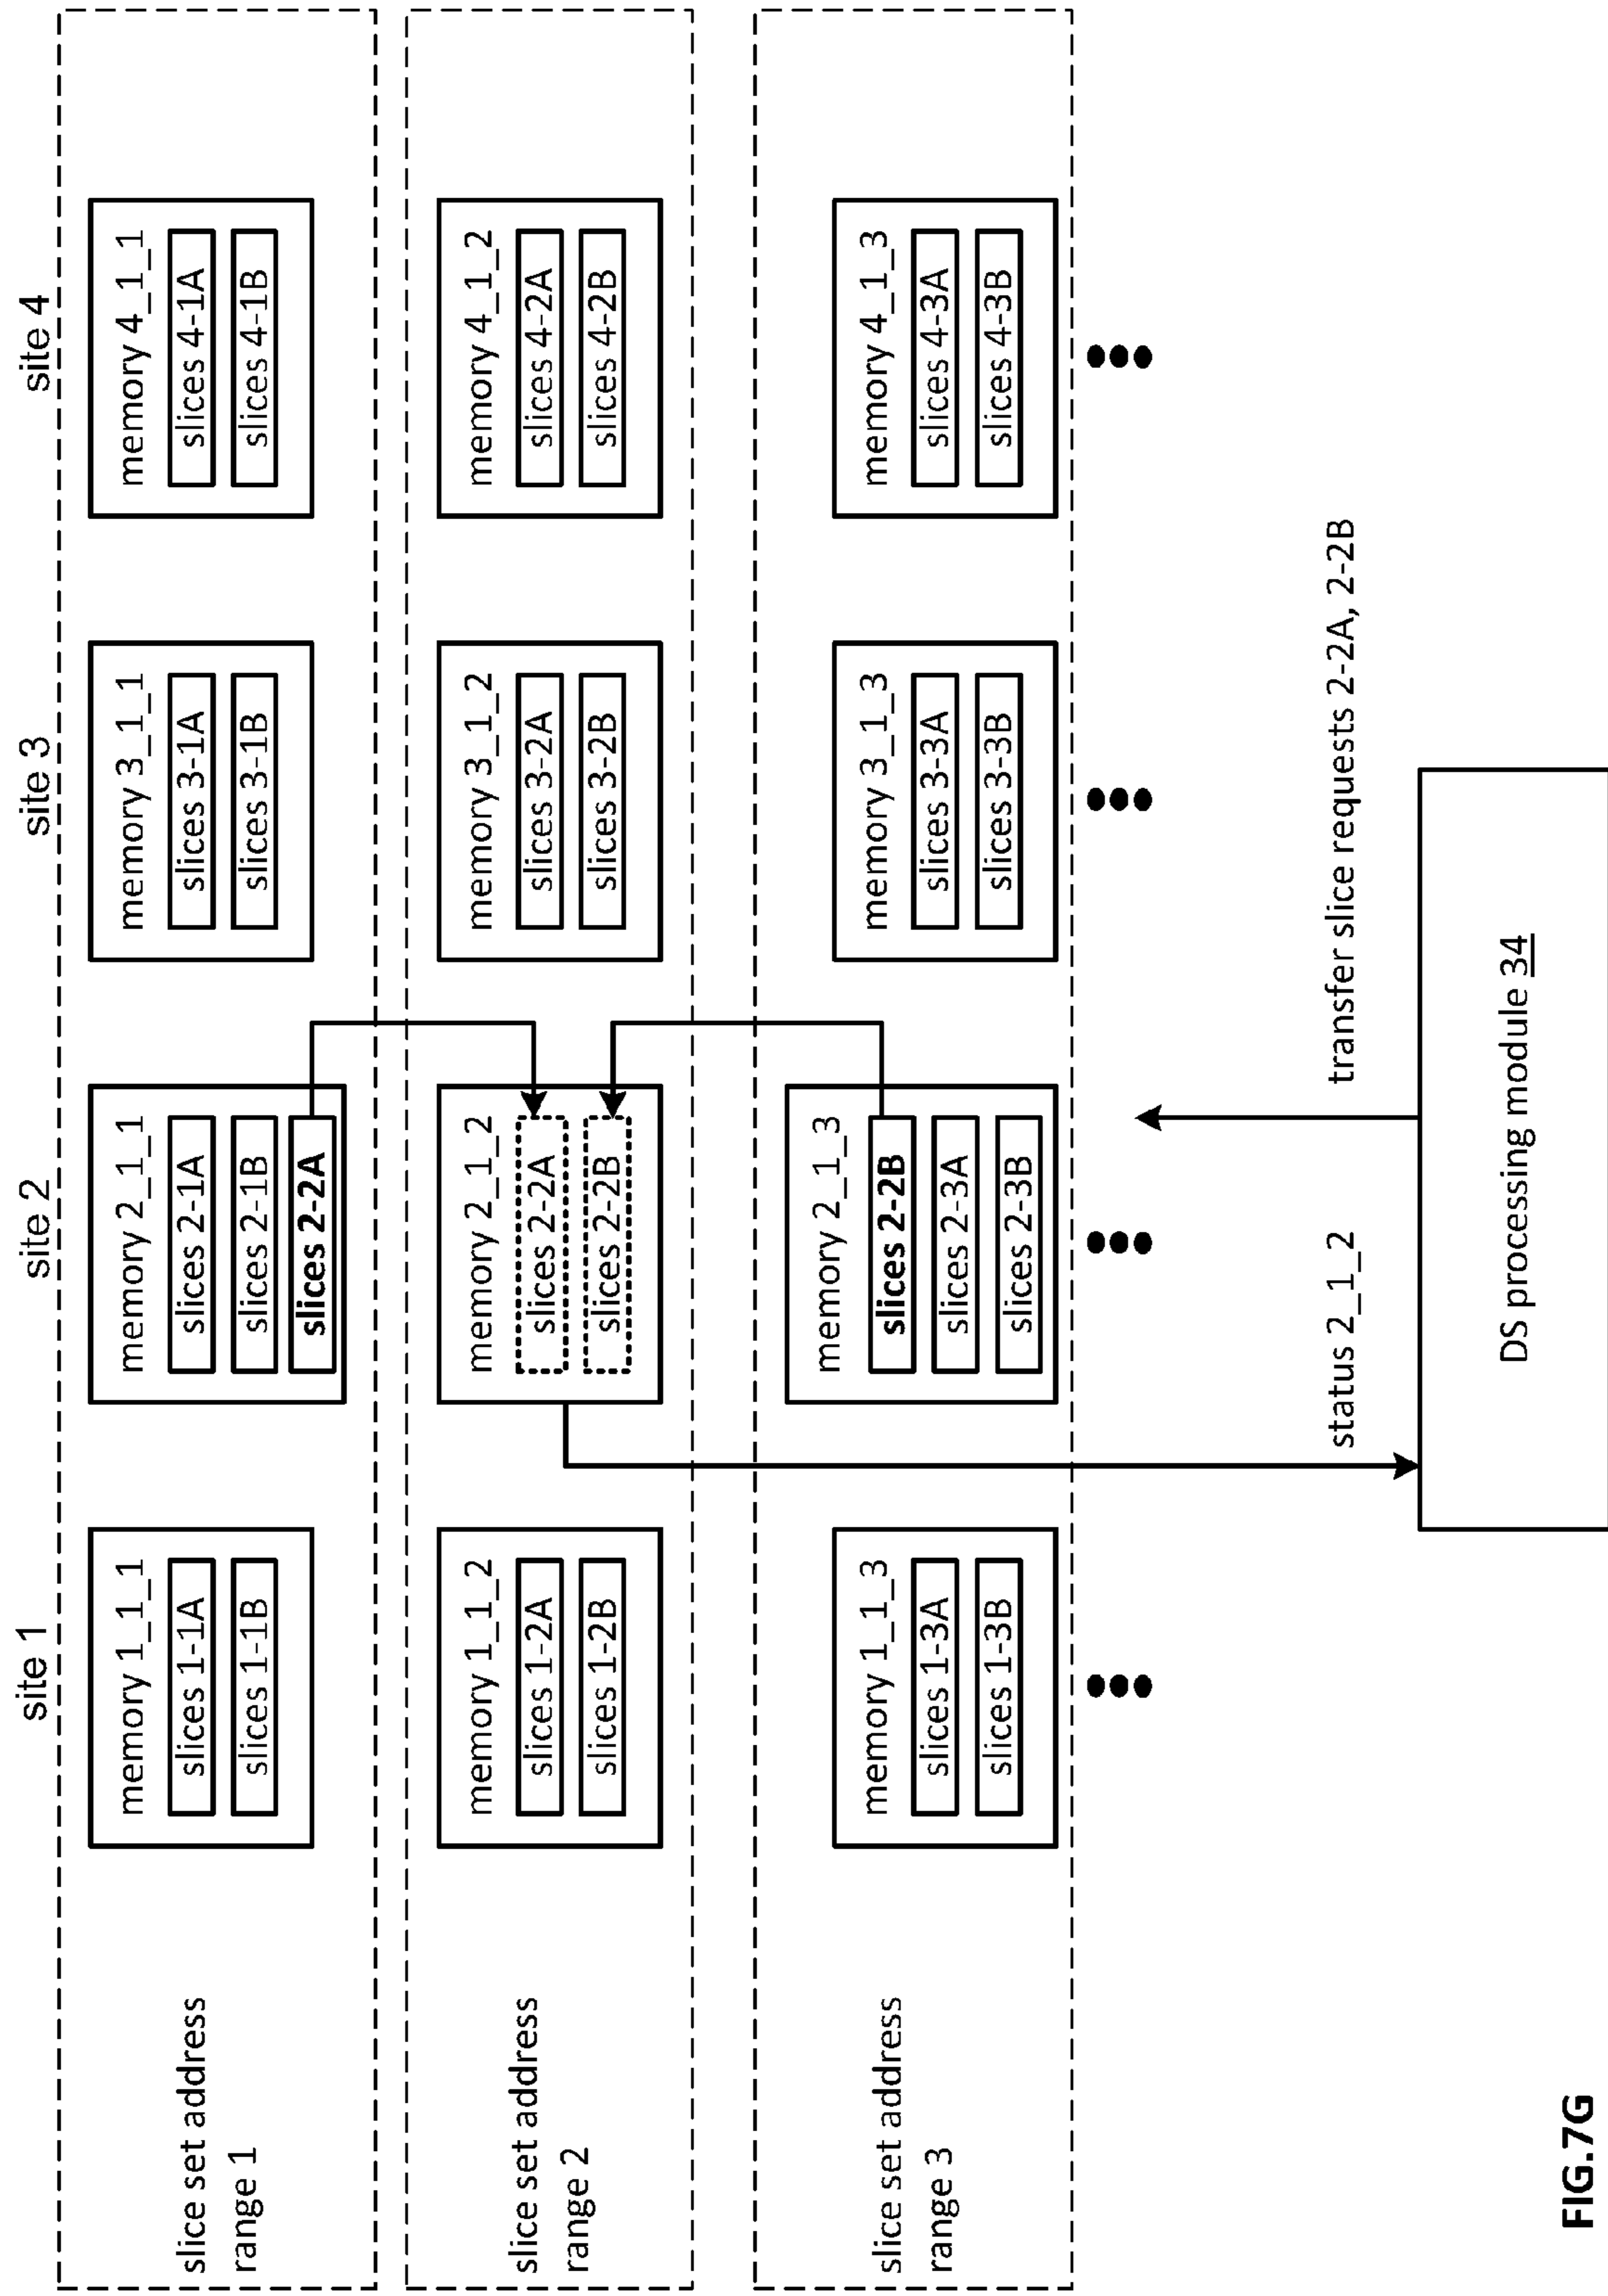 site 1
site 2
site 3
site 4
slice set address
range 1
memory 1_1_1
slices 1-1A
slices 1-1B
memory 2_1_1
slices 2-1A
slices 2-1B
slices 2-2A
memory 3_1_1
slices 3-1A
slices 3-1B
memory 4_1_1
slices 4-1A
slices 4-1B
slice set address
range 2
memory 1_1_2
slices 1-2A
slices 1-2B
memory 2_1_2
slices 2-2A
slices 2-2B
memory 3_1_2
slices 3-2A
slices 3-2B
memory 4_1_2
slices 4-2A
slices 4-2B
slice set address
range 3
memory 1_1_3
slices 1-3A
slices 1-3B
memory 2_1_3
slices 2-2B
slices 2-3A
slices 2-3B
memory 3_1_3
slices 3-3A
slices 3-3B
memory 4_1_3
slices 4-3A
slices 4-3B
status 2_1_2
transfer slice requests 2-2A, 2-2B
DS processing module 34
FIG.7G